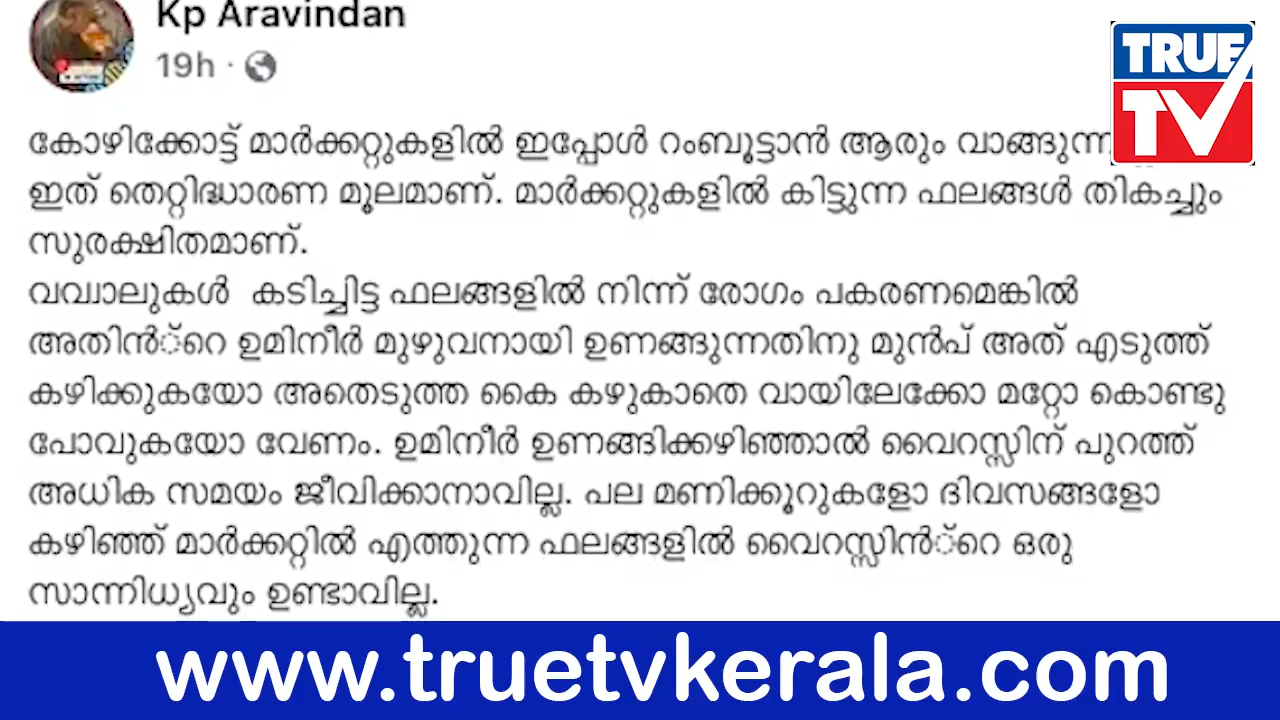 Kp Aravindan
19h ·
TRUE
TV
കോഴിക്കോട്ട് മാർക്കറ്റുകളിൽ ഇപ്പോൾ റംബൂട്ടാൻ ആരും
ഇത് തെറ്റിദ്ധാരണ മൂലമാണ്. മാർക്കറ്റുകളിൽ കിട്ടുന്ന ഫലങ്ങൾ തികച്ചും
സുരക്ഷിതമാണ്.
വവ്വാലുകൾ കടിച്ചിട്ട ഫലങ്ങളിൽ നിന്ന് രോഗം പകരണമെങ്കിൽ
അതിൻ്റെ ഉമിനീർ മുഴുവനായി ഉണങ്ങുന്നതിനു മുൻപ് അത് എടുത്ത്
കഴിക്കുകയോ അതെടുത്ത കൈ കഴുകാതെ വായിലേക്കോ മറ്റോ കൊണ്ടു
പോവുകയോ വേണം. ഉമിനീർ ഉണങ്ങിക്കഴിഞ്ഞാൽ വൈറസ്സിന് പുറത്ത്
അധിക സമയം ജീവിക്കാനാവില്ല. പല മണിക്കൂറുകളോ ദിവസങ്ങളോ
കഴിഞ്ഞ് മാർക്കറ്റിൽ എത്തുന്ന ഫലങ്ങളിൽ വൈറസ്സിൻ്റെ ഒരു
സാന്നിധ്യവും ഉണ്ടാവില്ല.
www.truetvkerala.com